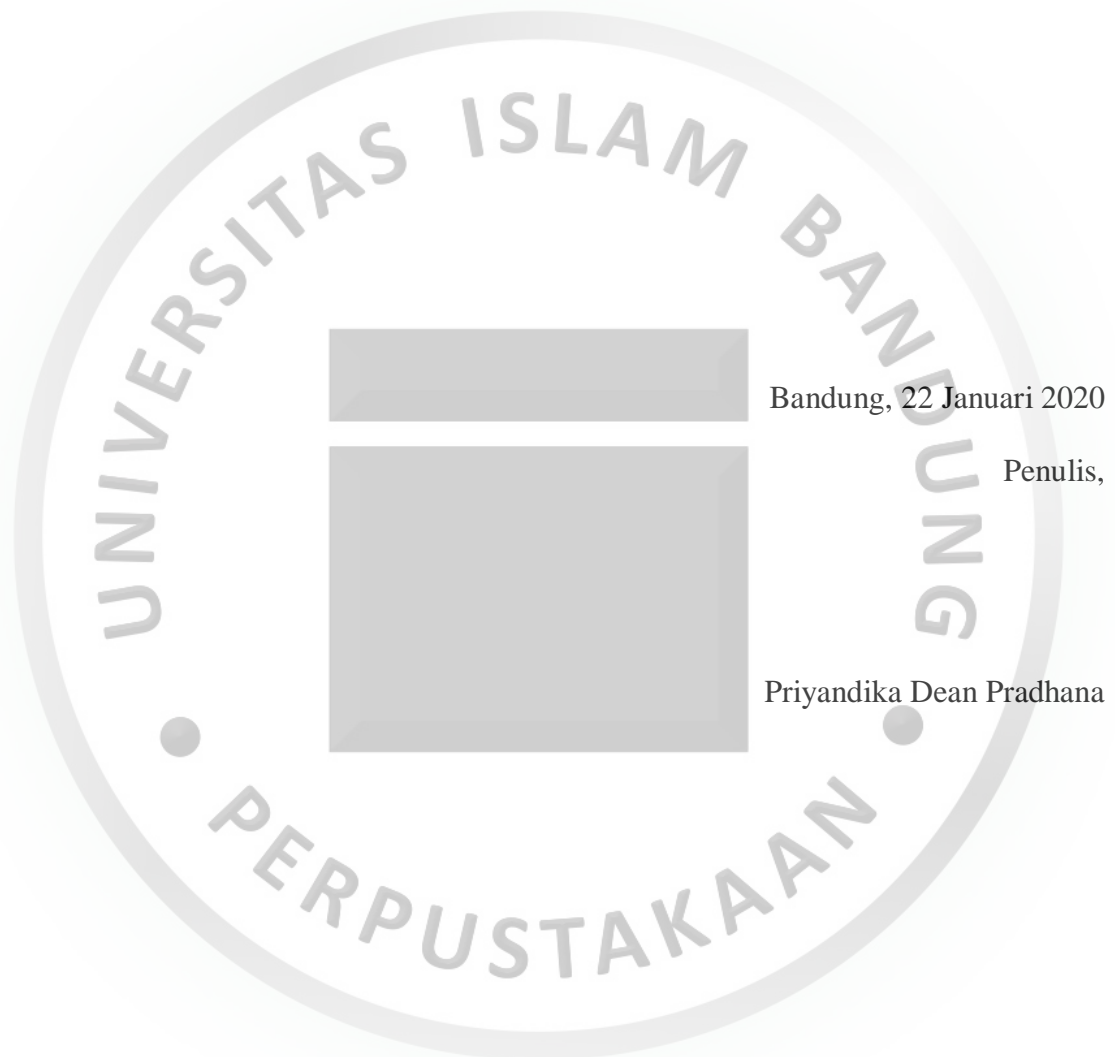 UNIVERSITAS ISLAM BANDUNG
Bandung, 22 Januari 2020
Penulis,
Priyandika Dean Pradhana
PERPUSTAKAAN